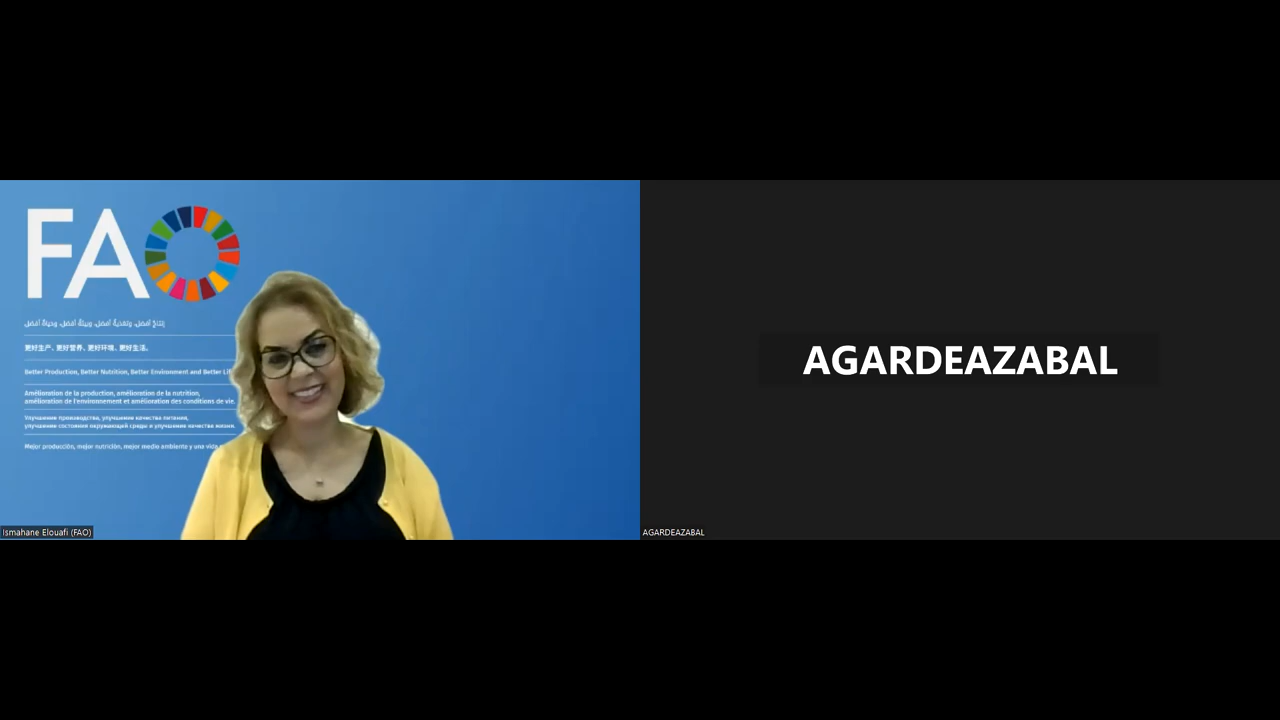 FAO
إنتاج أفضل، وتغذية أفضل، وبيئة أفضل، وحياة أفضل
更好生产、更好营养、更好环境、更好生活。
Better Production, Better Nutrition, Better Environment and Better
Amélioration de la production, amélioration de la nutrition,
amélioration de l'environnement et amélioration des conditions de vie.
Улучшение производства, улучшение качества питания,
улучшение состояния окружающей среды и улучшение качества жизни.
Mejor producción, mejor nutrición, mejor medio ambiente y una vida
Ismahane Elouafi (FAO)
AGARDEAZABAL
AGARDEAZABAL